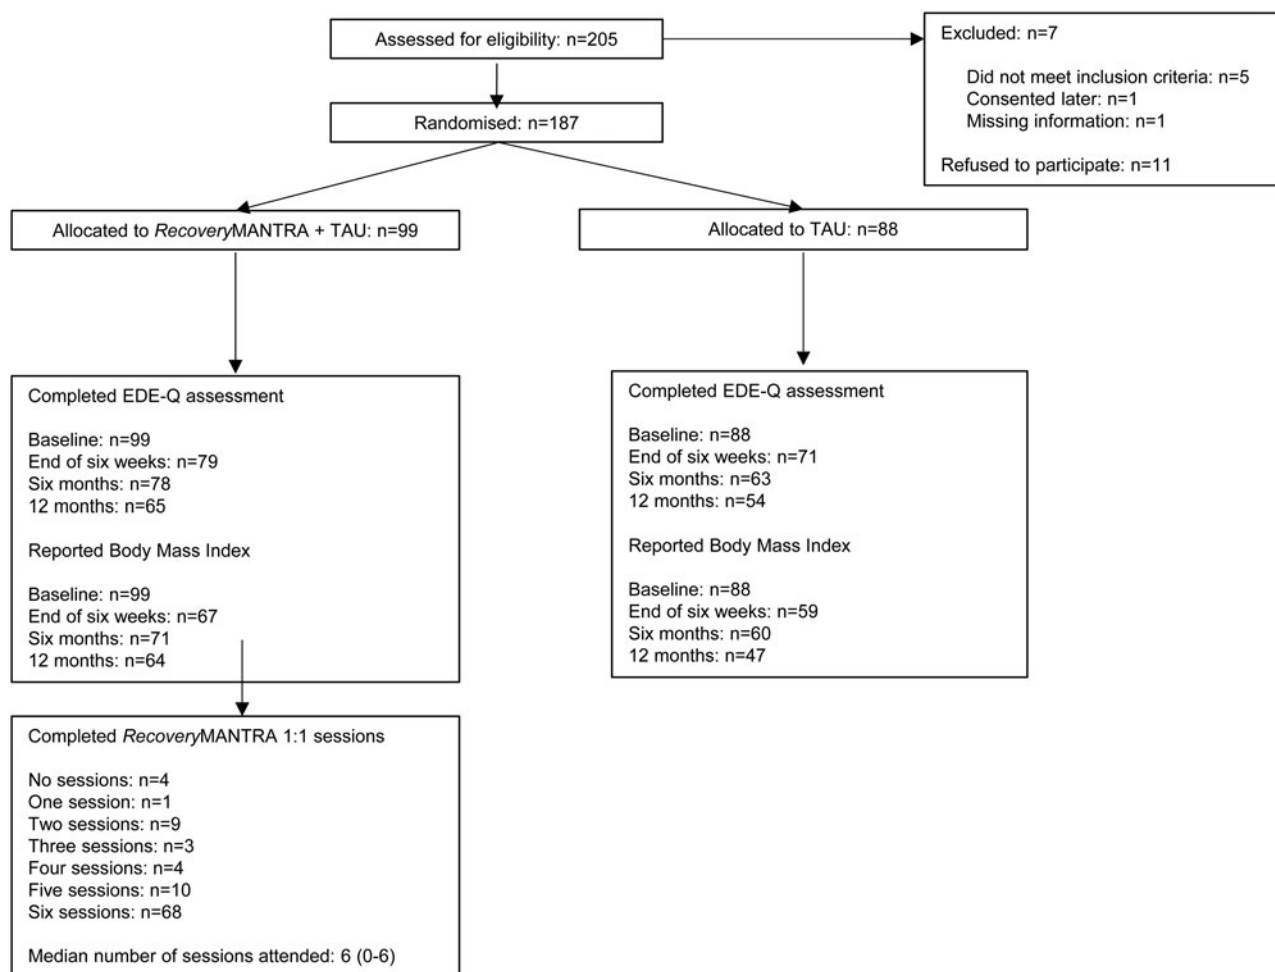 Assessed for eligibility: n=205
Excluded: n=7
Did not meet inclusion criteria: n=5
Consented later: n=1
Missing information: n=1
Refused to participate: n=11
Randomised: n=187
Allocated to RecoveryMANTRA + TAU: n=99
Allocated to TAU: n=88
Completed EDE-Q assessment
Baseline: n=99
End of six weeks: n=79
Six months: n=78
12 months: n=65
Reported Body Mass Index
Baseline: n=99
End of six weeks: n=67
Six months: n=71
12 months: n=64
Completed EDE-Q assessment
Baseline: n=88
End of six weeks: n=71
Six months: n=63
12 months: n=54
Reported Body Mass Index
Baseline: n=88
End of six weeks: n=59
Six months: n=60
12 months: n=47
Completed RecoveryMANTRA 1:1 sessions
No sessions: n=4
One session: n=1
Two sessions: n=9
Three sessions: n=3
Four sessions: n=4
Five sessions: n=10
Six sessions: n=68
Median number of sessions attended: 6 (0-6)